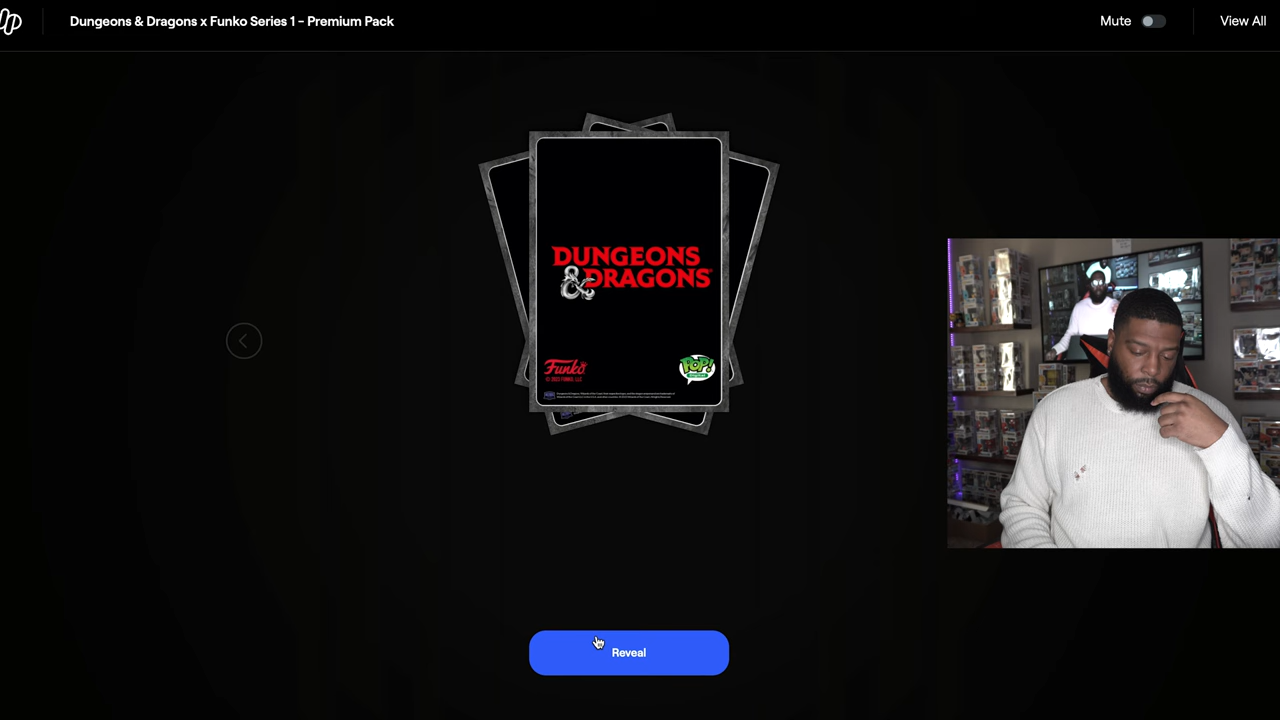 Dungeons & Dragons x Funko Series 1 - Premium Pack
Mute
View All
DUNGEONS
& DRAGONS
Funko
POP!
Reveal